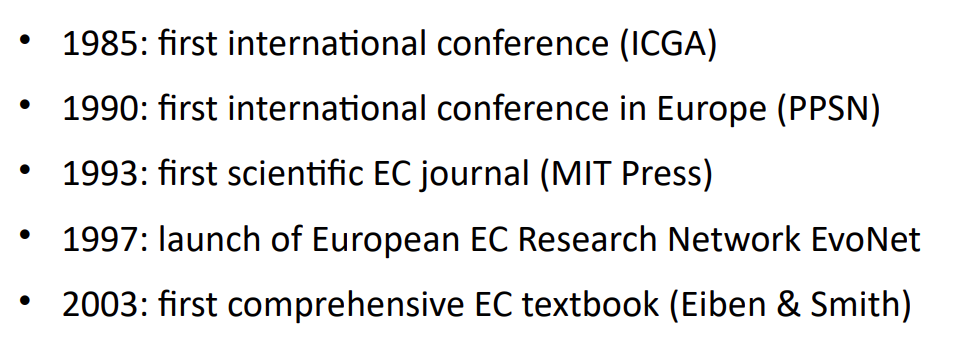 • 1985: first international conference (ICGA)
• 1990: first international conference in Europe (PPSN)
• 1993: first scientific EC journal (MIT Press)
• 1997: launch of European EC Research Network EvoNet
• 2003: first comprehensive EC textbook (Eiben & Smith)